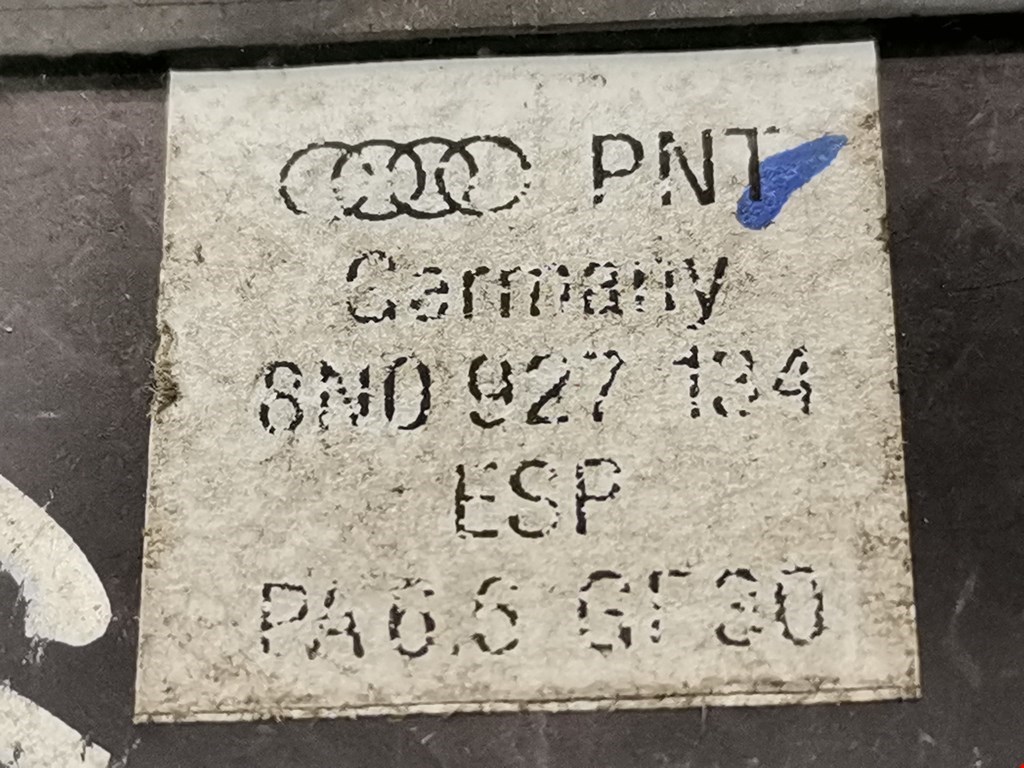 PNT
Germany
8N0 927 134
ESP
PA6.6 GF30